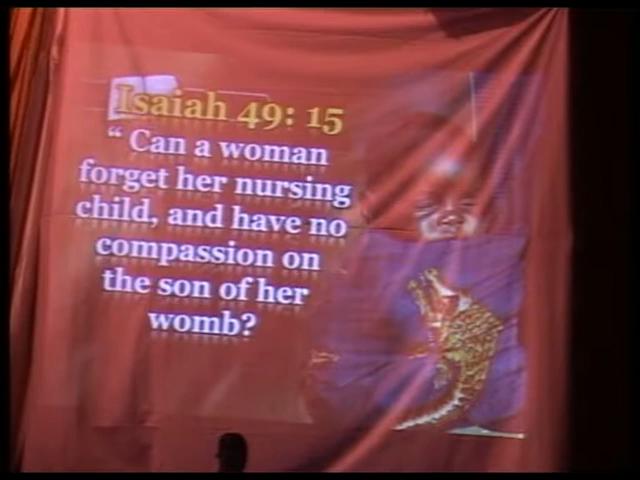 Isaiah 49: 15
“ Can a woman
forget her nursing
child, and have no
compassion on
the son of her
womb?